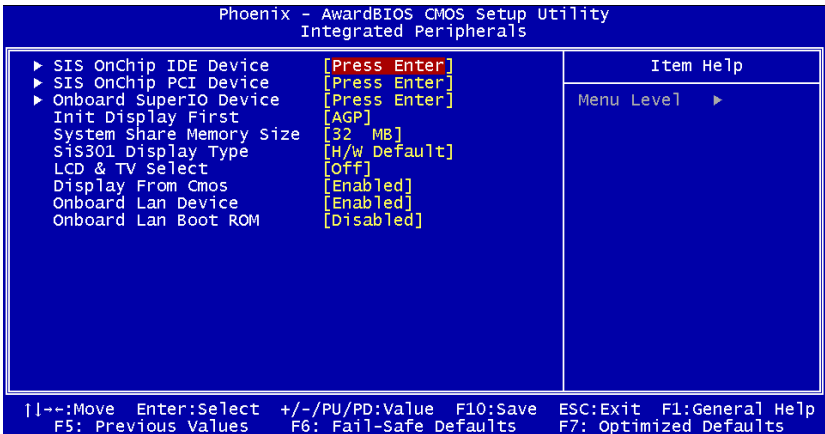 Phoenix - AwardBIOS CMOS Setup Utility
Integrated Peripherals
▶ SIS OnChip IDE Device [Press Enter]
▶ SIS OnChip PCI Device [Press Enter]
▶ Onboard SuperIO Device [Press Enter]
Init Display First [AGP]
System Share Memory Size [32 MB]
SiS301 Display Type [H/W Default]
LCD & TV Select [Off]
Display From Cmos [Enabled]
Onboard Lan Device [Enabled]
Onboard Lan Boot ROM [Disabled]
Item Help
Menu Level ▶
↑↓→←:Move Enter:Select +/-/PU/PD:Value F10:Save ESC:Exit F1:General Help
F5: Previous Values F6: Fail-Safe Defaults F7: Optimized Defaults